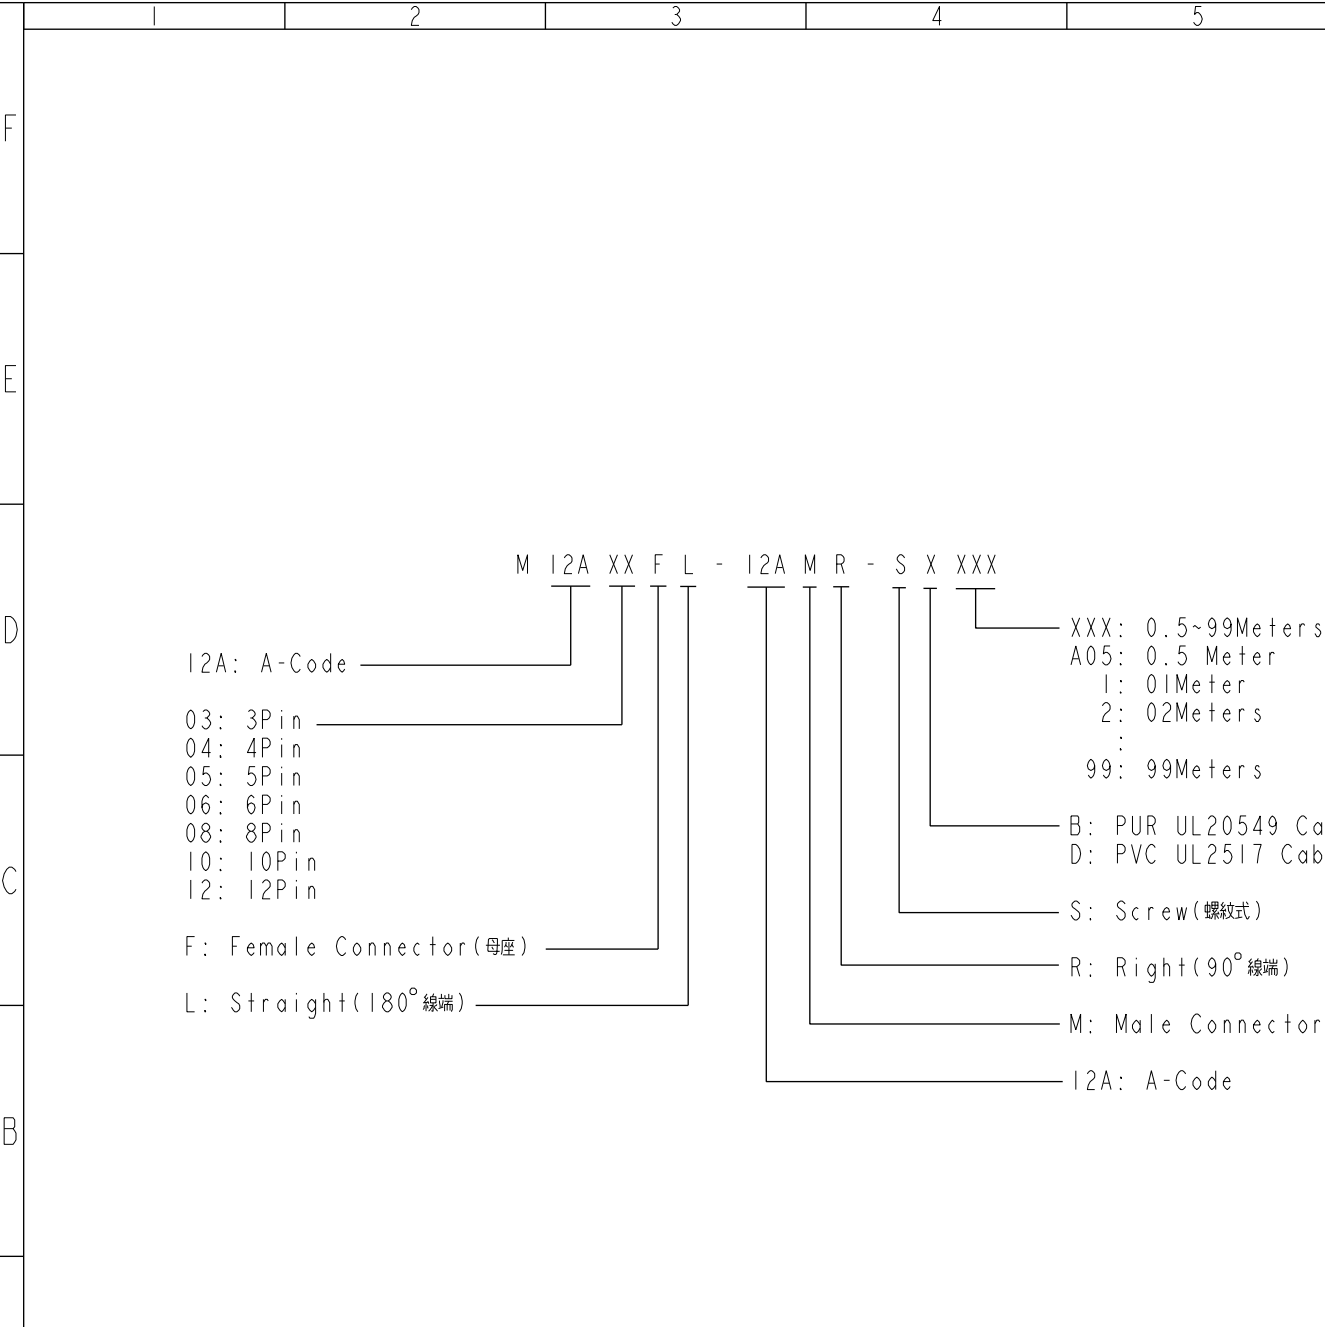 1 2 3 4 5
F
E
D
C
B
M 12A XX F L - 12A M R - S X XXX
12A: A-Code
03: 3Pin
04: 4Pin
05: 5Pin
06: 6Pin
08: 8Pin
10: 10Pin
12: 12Pin
F: Female Connector(母座)
L: Straight(180°線端)
XXX: 0.5~99Meters
A05: 0.5 Meter
1: 01Meter
2: 02Meters
:
99: 99Meters
B: PUR UL20549 Ca
D: PVC UL2517 Cab
S: Screw(螺紋式)
R: Right(90°線端)
M: Male Connector
12A: A-Code